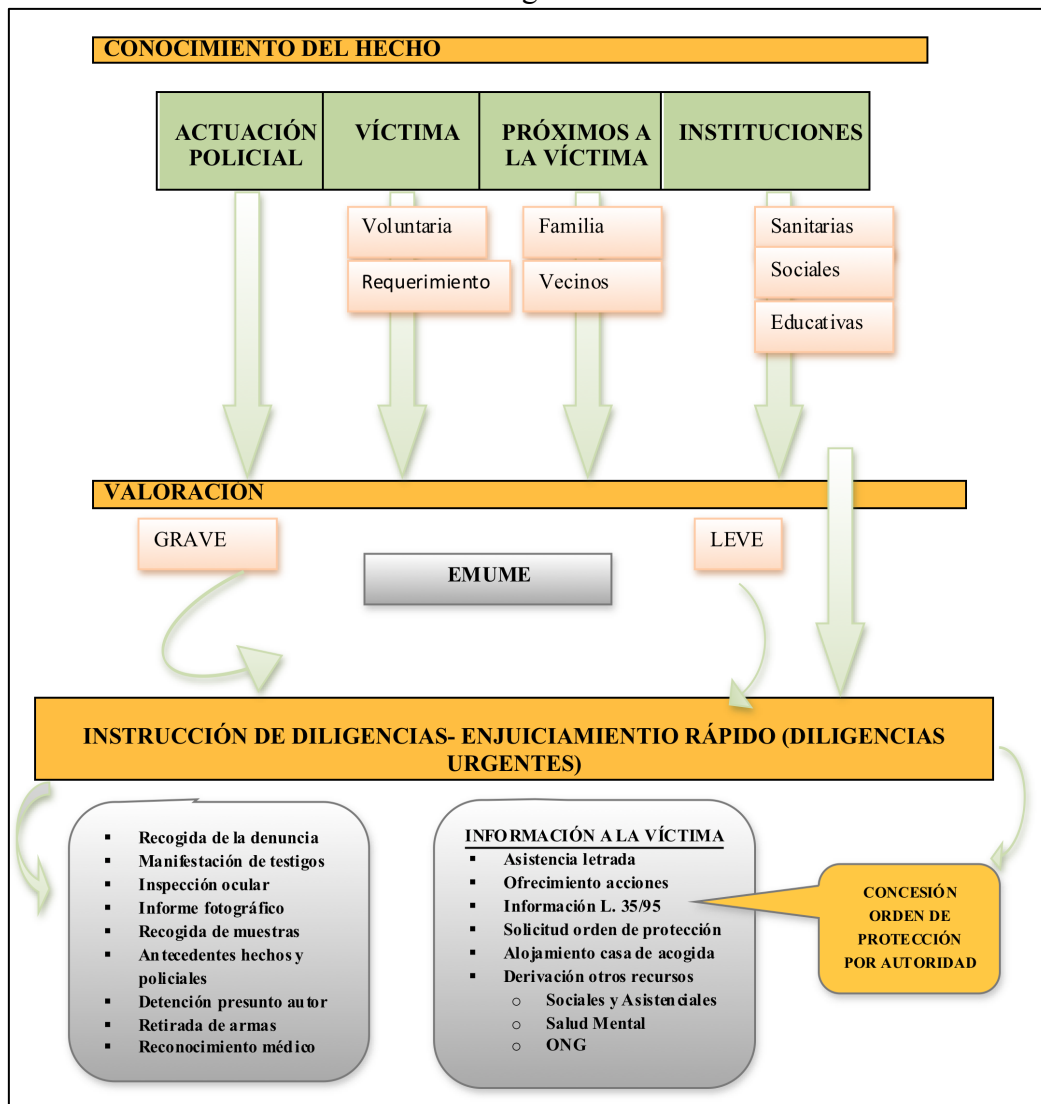 CONOCIMIENTO DEL HECHO
ACTUACIÓN
POLICIAL
VÍCTIMA
PRÓXIMOS A
LA VÍCTIMA
INSTITUCIONES
Voluntaria
Requerimiento
Familia
Vecinos
Sanitarias
Sociales
Educativas
VALORACIÓN
GRAVE
LEVE
EMUME
INSTRUCCIÓN DE DILIGENCIAS- ENJUICIAMIENTIO RÁPIDO (DILIGENCIAS
URGENTES)
▪ Recogida de la denuncia
▪ Manifestación de testigos
▪ Inspección ocular
▪ Informe fotográfico
▪ Recogida de muestras
▪ Antecedentes hechos y
policiales
▪ Detención presunto autor
▪ Retirada de armas
▪ Reconocimiento médico
INFORMACIÓN A LA VÍCTIMA
▪ Asistencia letrada
▪ Ofrecimiento acciones
▪ Información L. 35/95
▪ Solicitud orden de protección
▪ Alojamiento casa de acogida
▪ Derivación otros recursos
o Sociales y Asistenciales
o Salud Mental
o ONG
CONCESIÓN
ORDEN DE
PROTECCIÓN
POR AUTORIDAD